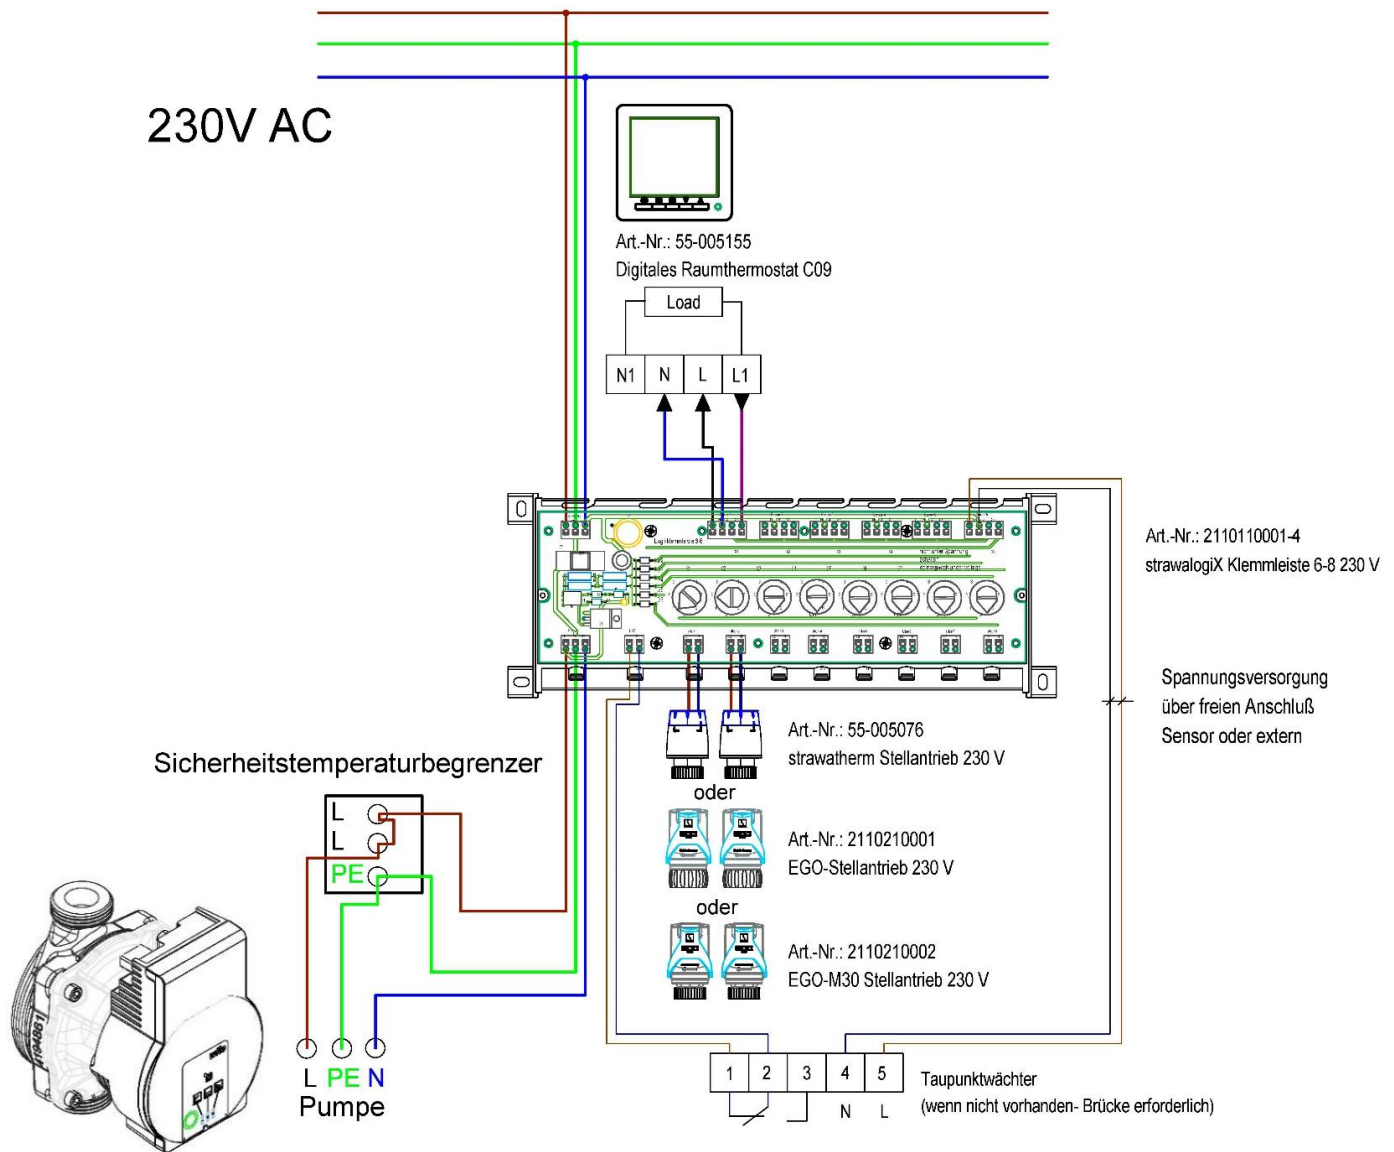 230V AC
Art.-Nr.: 55-005155
Digitales Raumthermostat C09
Load
N1 N L L1
Art.-Nr.: 2110110001-4
strawalogiX Klemmleiste 6-8 230 V
Spannungsversorgung
über freien Anschluß
Sensor oder extern
Art.-Nr.: 55-005076
strawatherm Stellantrieb 230 V
oder
Sicherheitstemperaturbegrenzer
L
L
PE
Art.-Nr.: 2110210001
EGO-Stellantrieb 230 V
oder
Art.-Nr.: 2110210002
EGO-M30 Stellantrieb 230 V
L PE N
Pumpe
1 2 3 4 5
N L
Taupunktwächter
(wenn nicht vorhanden- Brücke erforderlich)